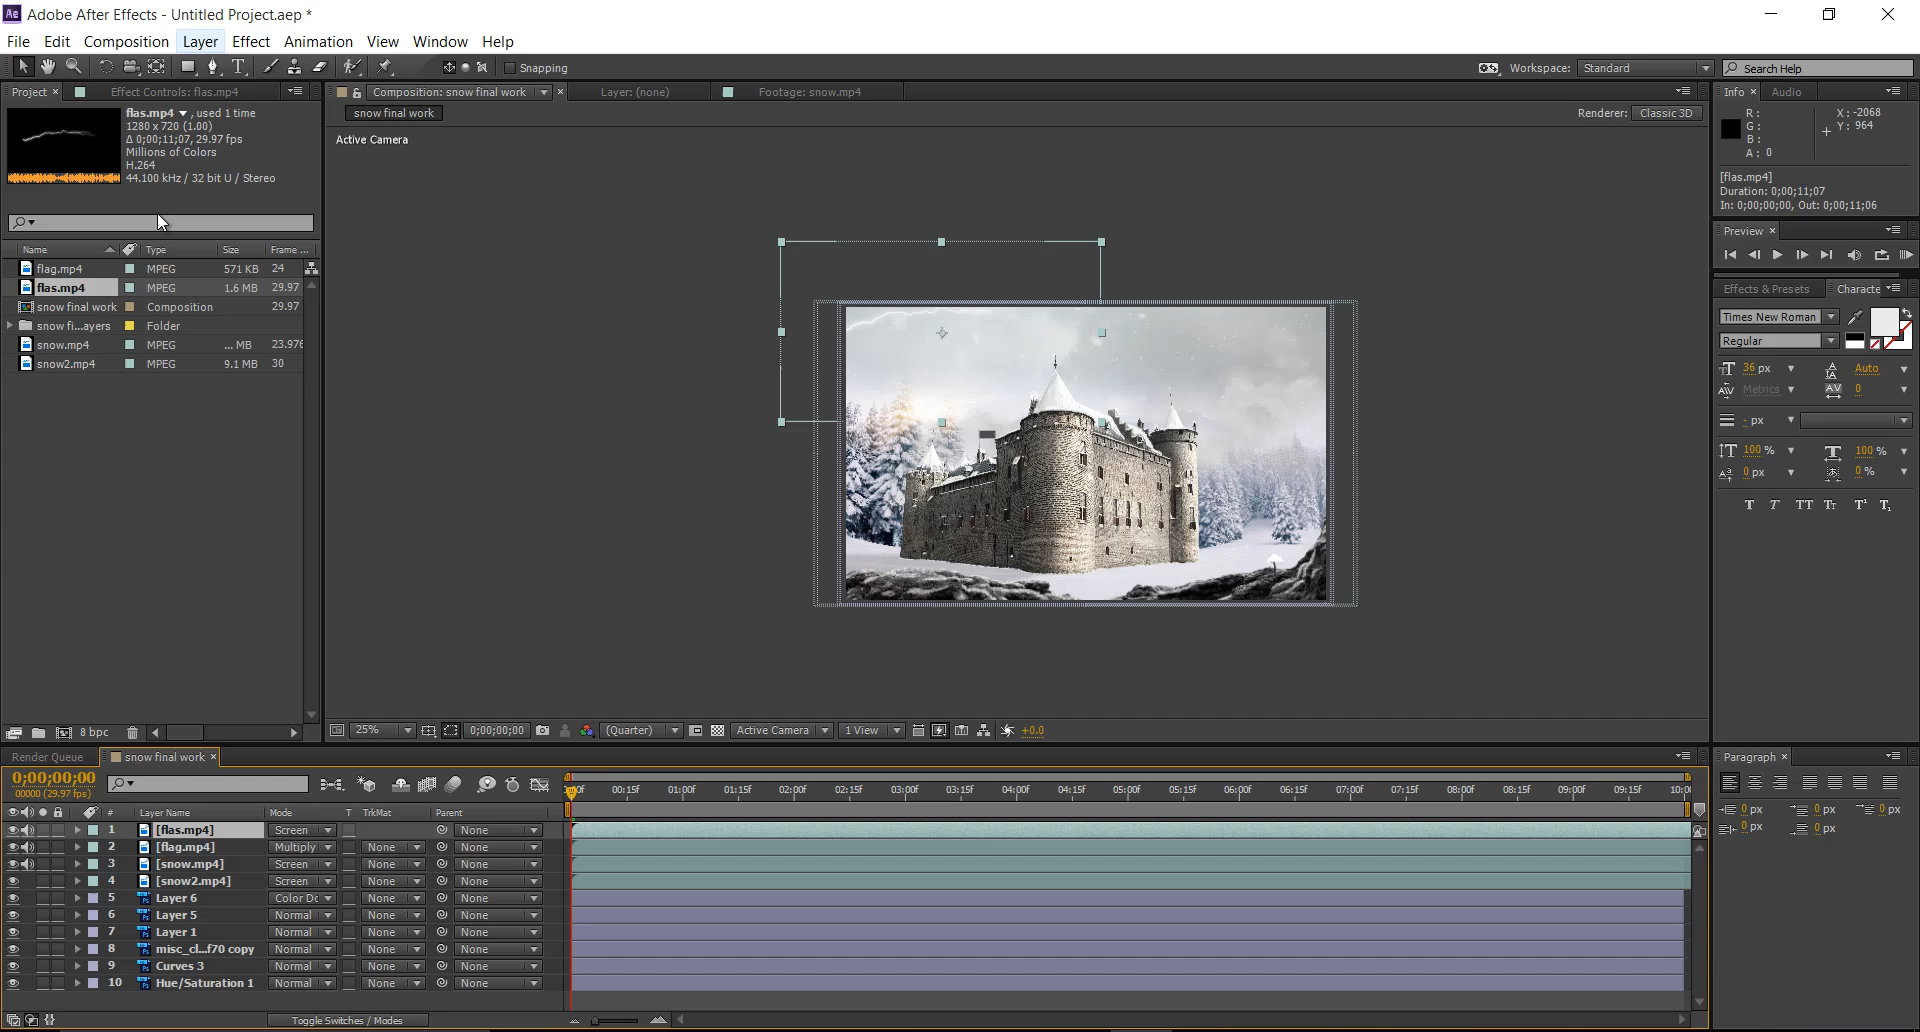 Adobe After Effects - Untitled Project.aep *
File Edit Composition Layer Effect Animation View Window Help
Snapping
Workspace: Standard
Search Help
Project × Effect Controls: flas.mp4
Composition: snow final work × Layer: (none) Footage: snow.mp4
Info × Audio
flas.mp4 ▼ , used 1 time
1280 x 720 (1.00)
Δ 0;00;11;07, 29.97 fps
Millions of Colors
H.264
44.100 kHz / 32 bit U / Stereo
snow final work
Renderer: Classic 3D
Active Camera
R: X: -2068
G: Y: 964
B:
A: 0
[flas.mp4]
Duration: 0;00;11;07
In: 0;00;00;00, Out: 0;00;11;06
Preview ×
Name Type Size Frame ...
flag.mp4 MPEG 571 KB 24
flas.mp4 MPEG 1.6 MB 29.97
snow final work Composition 29.97
snow fi...ayers Folder
snow.mp4 MPEG ... MB 23.976
snow2.mp4 MPEG 9.1 MB 30
Effects & Presets Characte
Times New Roman
Regular
36 px Auto
Metrics 0
- px
100 % 100 %
0 px 0 %
8 bpc
25% 0;00;00;00 (Quarter) Active Camera 1 View +0.0
Render Queue snow final work ×
0;00;00;00
00000 (29.97 fps)
00f 00:15f 01:00f 01:15f 02:00f 02:15f 03:00f 03:15f 04:00f 04:15f 05:00f 05:15f 06:00f 06:15f 07:00f 07:15f 08:00f 08:15f 09:00f 09:15f 10:0
# Layer Name Mode T TrkMat Parent
1 [flas.mp4] Screen None
2 [flag.mp4] Multiply None None
3 [snow.mp4] Screen None None
4 [snow2.mp4] Screen None None
5 Layer 6 Color Dc None None
6 Layer 5 Normal None None
7 Layer 1 Normal None None
8 misc_cl...f70 copy Normal None None
9 Curves 3 Normal None None
10 Hue/Saturation 1 Normal None None
Toggle Switches / Modes
Paragraph ×
0 px 0 px 0 px
0 px 0 px